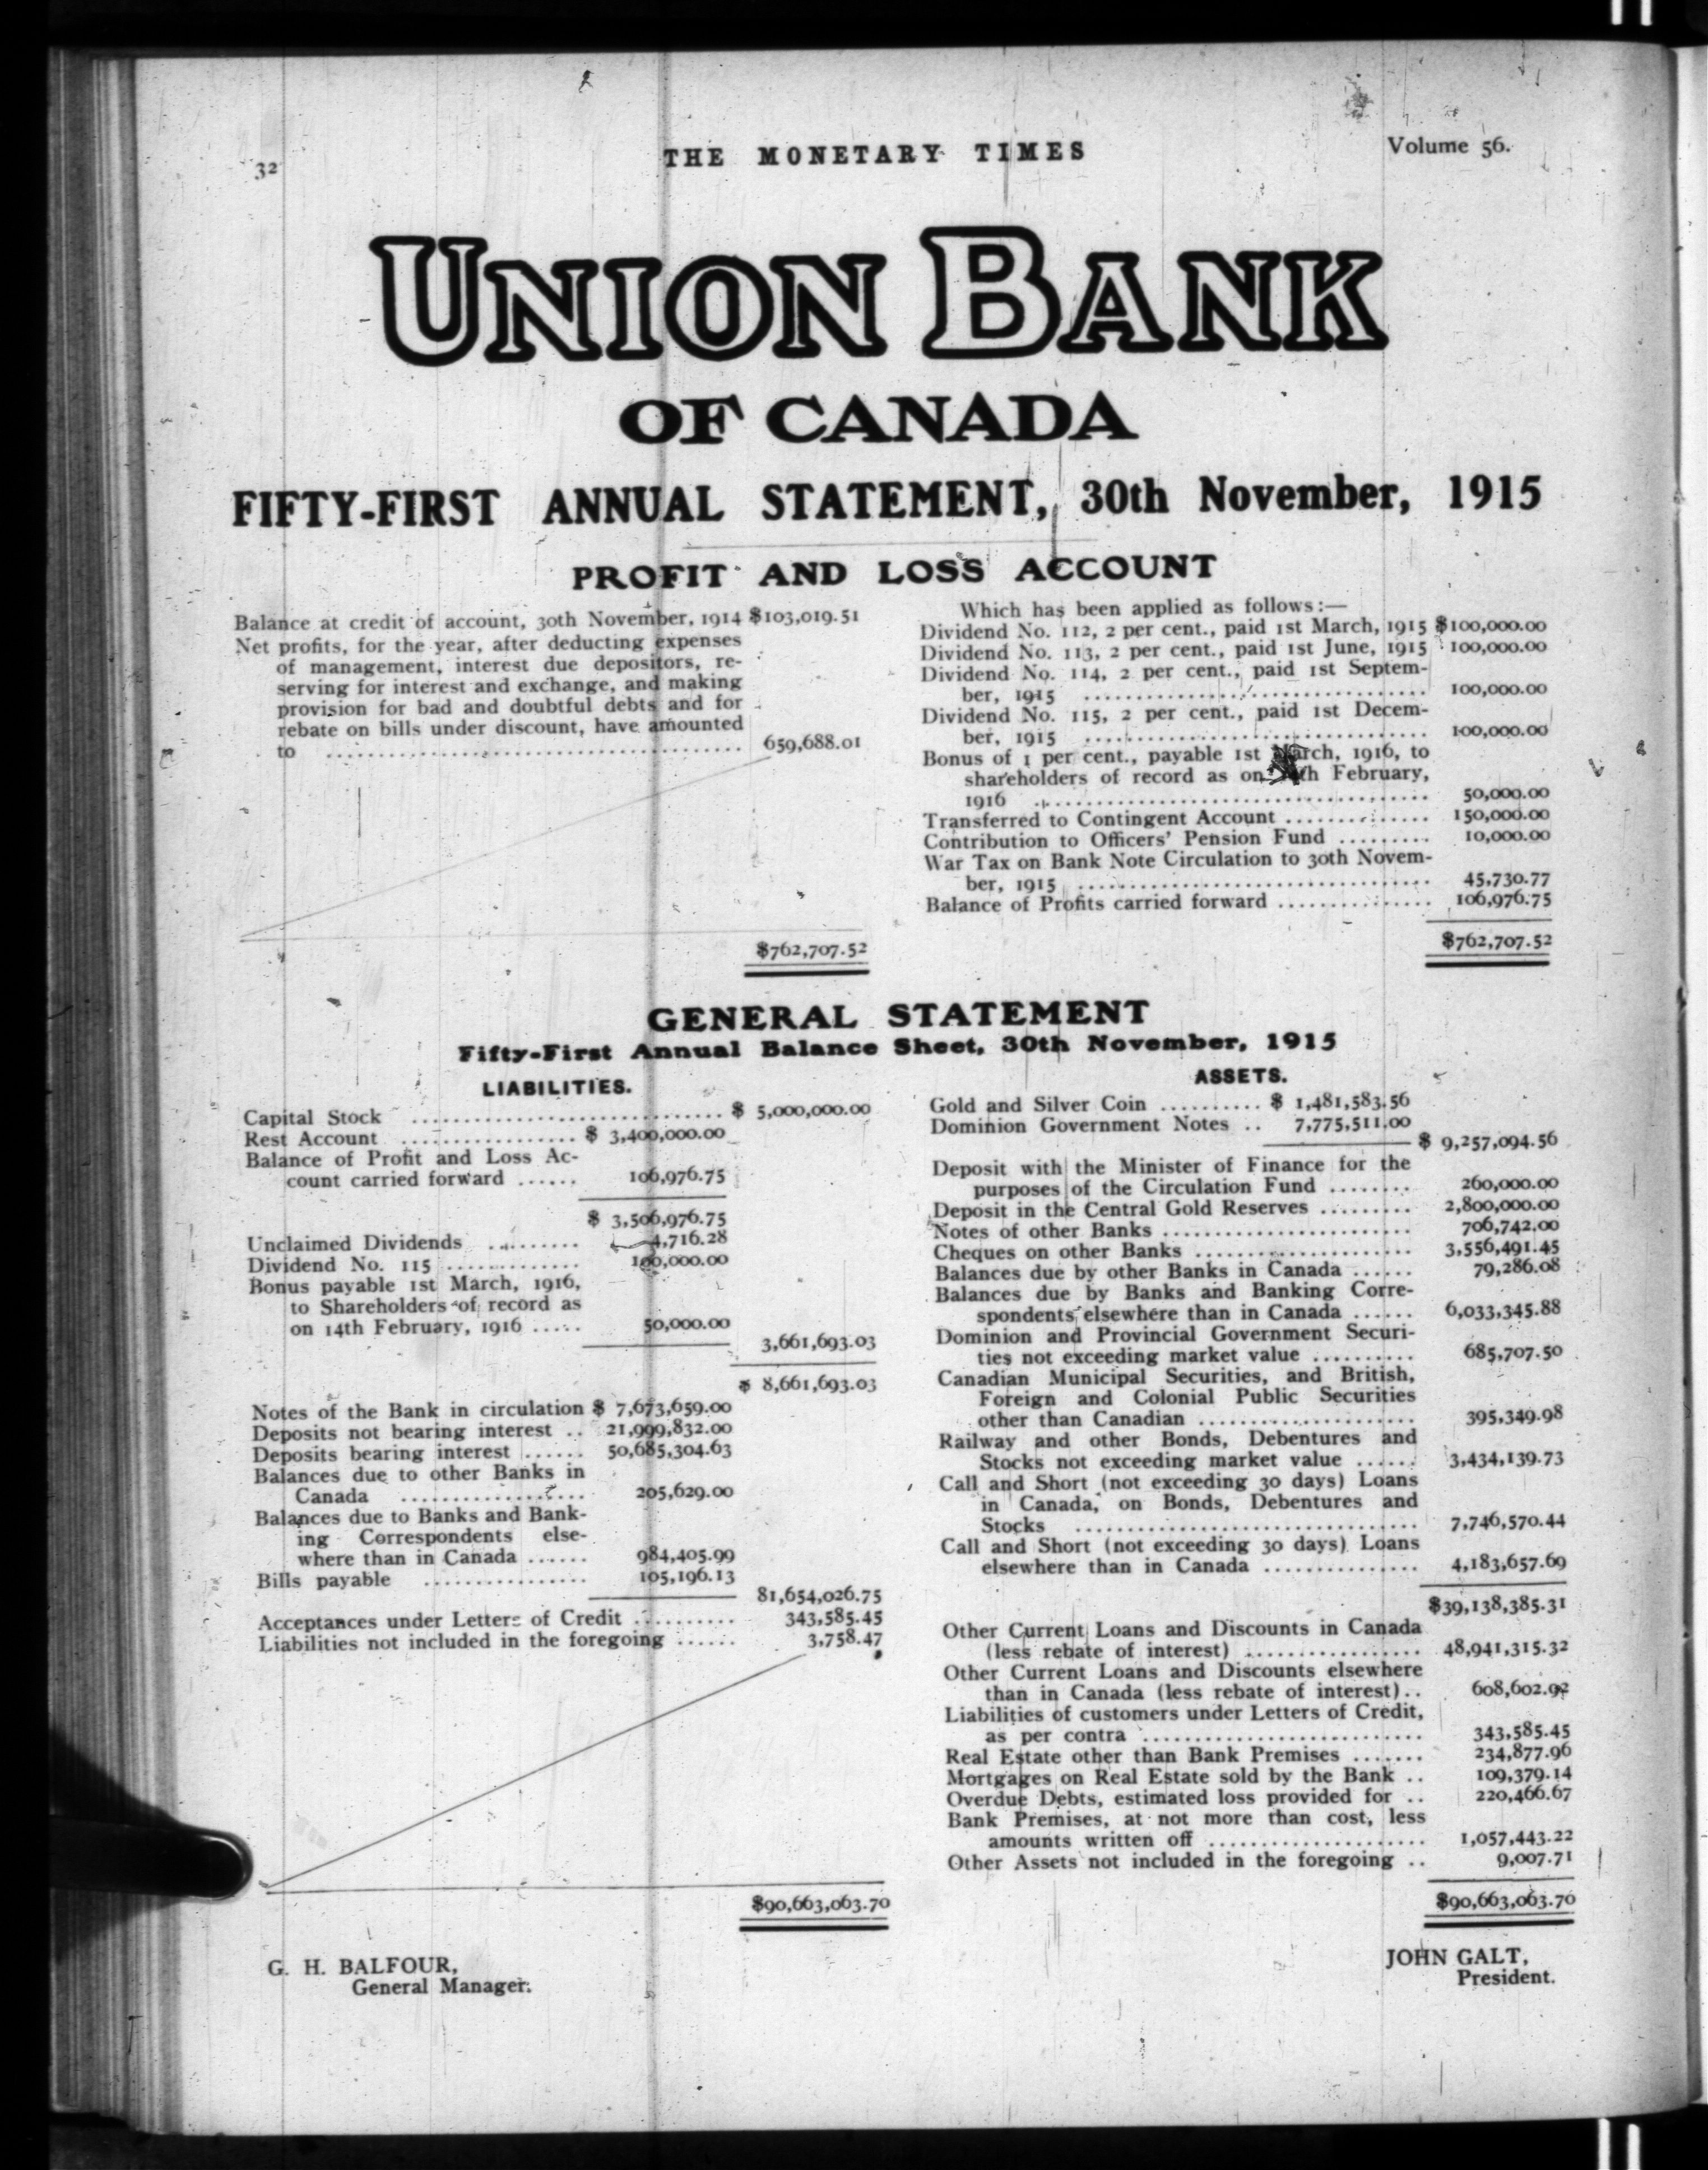 32
THE MONETARY TIMES
Volume 56.
UNION BANK
OF CANADA
FIFTY-FIRST ANNUAL STATEMENT, 30th November, 1915
PROFIT AND LOSS ACCOUNT
Balance at credit of account, 30th November, 1914 $103,019.51
Net profits, for the year, after deducting expenses
of management, interest due depositors, re-
serving for interest and exchange, and making
provision for bad and doubtful debts and for
rebate on bills under discount, have amounted
to ........................................ 659,688.01
$762,707.52
Which has been applied as follows:—
Dividend No. 112, 2 per cent., paid 1st March, 1915 $100,000.00
Dividend No. 113, 2 per cent., paid 1st June, 1915 100,000.00
Dividend No. 114, 2 per cent., paid 1st Septem-
ber, 1915 ................................. 100,000.00
Dividend No. 115, 2 per cent., paid 1st Decem-
ber, 1915 ................................. 100,000.00
Bonus of 1 per cent., payable 1st March, 1916, to
shareholders of record as on February,
1916 ...................................... 50,000.00
Transferred to Contingent Account .............. 150,000.00
Contribution to Officers' Pension Fund ......... 10,000.00
War Tax on Bank Note Circulation to 30th Novem-
ber, 1915 .................................. 45,730.77
Balance of Profits carried forward ............... 106,976.75
$762,707.52
GENERAL STATEMENT
Fifty-First Annual Balance Sheet, 30th November, 1915
LIABILITIES.
Capital Stock .............................. $ 5,000,000.00
Rest Account ................. $ 3,400,000.00
Balance of Profit and Loss Ac-
count carried forward ...... 106,976.75
$ 3,506,976.75
Unclaimed Dividends ......... 4,716.28
Dividend No. 115 ............. 100,000.00
Bonus payable 1st March, 1916,
to Shareholders of record as
on 14th February, 1916 ..... 50,000.00
3,661,693.03
$ 8,661,693.03
Notes of the Bank in circulation $ 7,673,659.00
Deposits not bearing interest .. 21,999,832.00
Deposits bearing interest ...... 50,685,304.63
Balances due to other Banks in
Canada .................. 205,629.00
Balances due to Banks and Bank-
ing Correspondents else-
where than in Canada ...... 984,405.99
Bills payable ................ 105,196.13
81,654,026.75
Acceptances under Letters of Credit .......... 343,585.45
Liabilities not included in the foregoing ...... 3,758.47
$90,663,063.70
G. H. BALFOUR,
General Manager.
ASSETS.
Gold and Silver Coin .......... $ 1,481,583.56
Dominion Government Notes .. 7,775,511.00
$ 9,257,094.56
Deposit with the Minister of Finance for the
purposes of the Circulation Fund ........ 260,000.00
Deposit in the Central Gold Reserves ......... 2,800,000.00
Notes of other Banks ........................ 706,742.00
Cheques on other Banks ..................... 3,556,491.45
Balances due by other Banks in Canada ...... 79,286.08
Balances due by Banks and Banking Corre-
spondents elsewhere than in Canada ...... 6,033,345.88
Dominion and Provincial Government Securi-
ties not exceeding market value .......... 685,707.50
Canadian Municipal Securities, and British,
Foreign and Colonial Public Securities
other than Canadian ..................... 395,349.98
Railway and other Bonds, Debentures and
Stocks not exceeding market value ...... 3,434,139.73
Call and Short (not exceeding 30 days) Loans
in Canada, on Bonds, Debentures and
Stocks ................................. 7,746,570.44
Call and Short (not exceeding 30 days) Loans
elsewhere than in Canada ............... 4,183,657.69
$39,138,385.31
Other Current Loans and Discounts in Canada
(less rebate of interest) ................. 48,941,315.32
Other Current Loans and Discounts elsewhere
than in Canada (less rebate of interest).. 608,602.92
Liabilities of customers under Letters of Credit,
as per contra ........................... 343,585.45
Real Estate other than Bank Premises ....... 234,877.96
Mortgages on Real Estate sold by the Bank .. 109,379.14
Overdue Debts, estimated loss provided for .. 220,466.67
Bank Premises, at not more than cost, less
amounts written off ..................... 1,057,443.22
Other Assets not included in the foregoing .. 9,007.71
$90,663,063.70
JOHN GALT,
President.